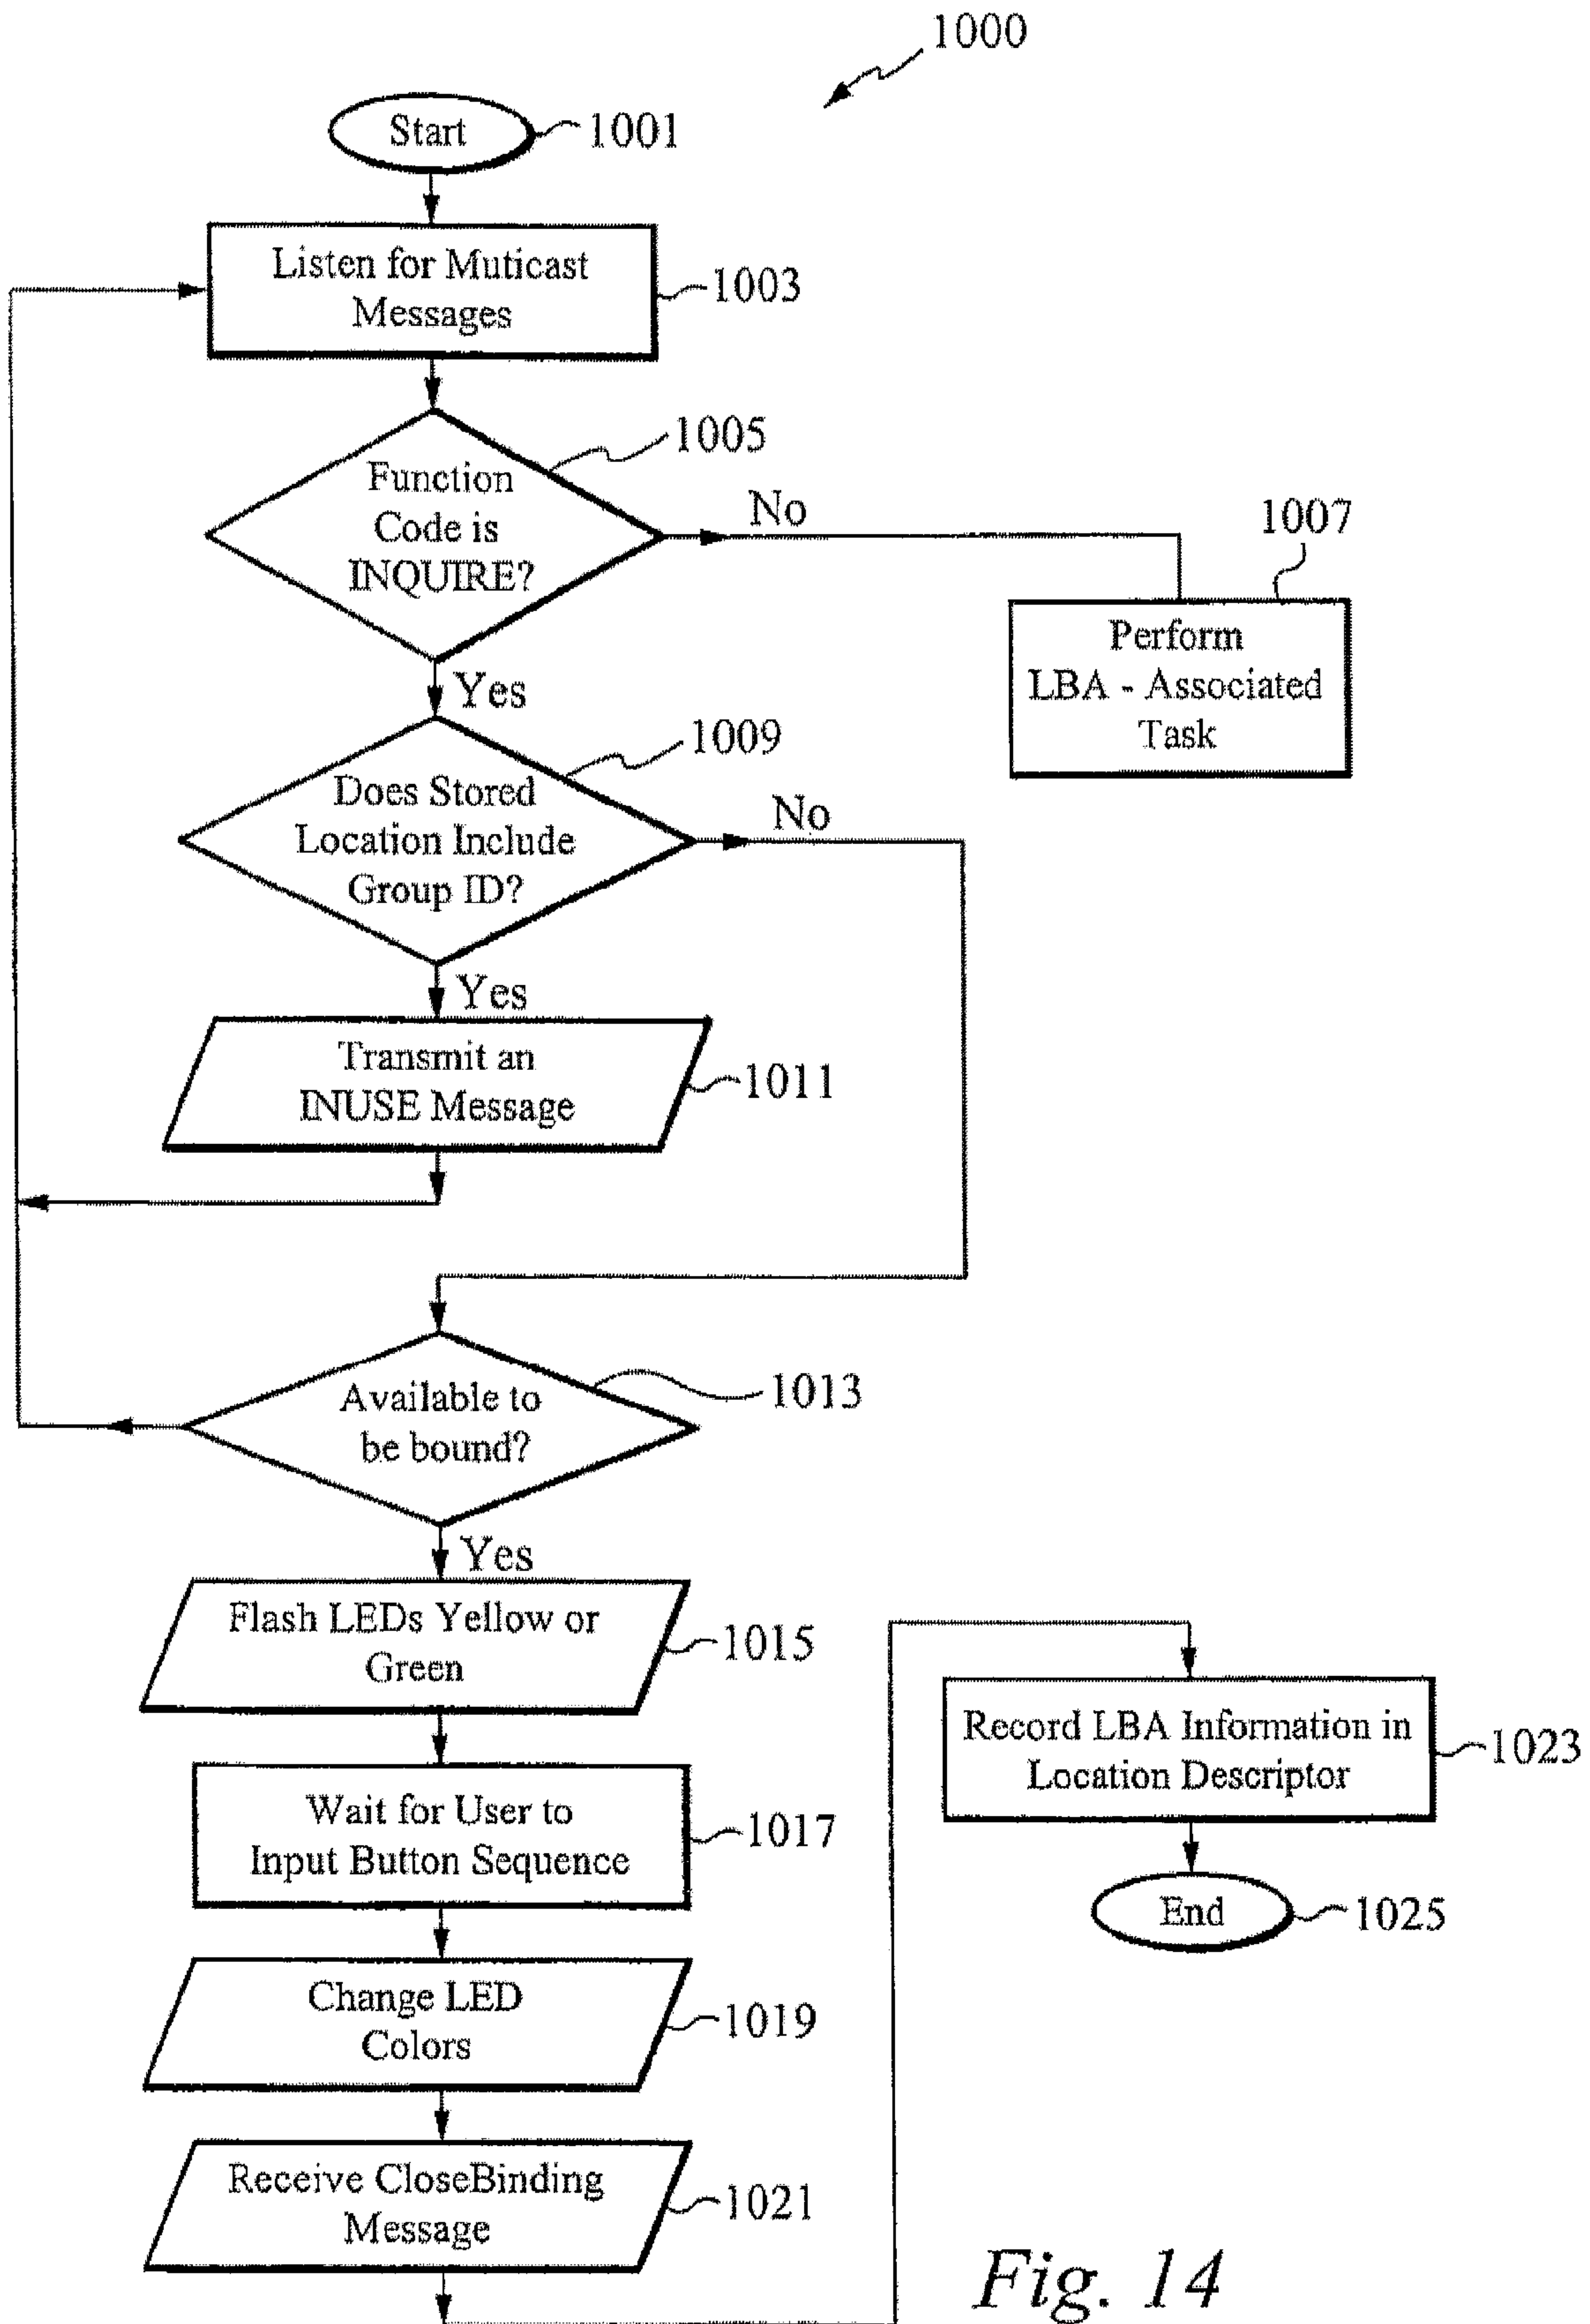 1000
Start
1001
Listen for Muticast
Messages
1003
Function
Code is
INQUIRE?
1005
No
1007
Perform
LBA - Associated
Task
Yes
Does Stored
Location Include
Group ID?
1009
No
Yes
Transmit an
INUSE Message
1011
Available to
be bound?
1013
Yes
Flash LEDs Yellow or
Green
1015
Wait for User to
Input Button Sequence
1017
Change LED
Colors
1019
Receive CloseBinding
Message
1021
Record LBA Information in
Location Descriptor
1023
End
1025
Fig. 14